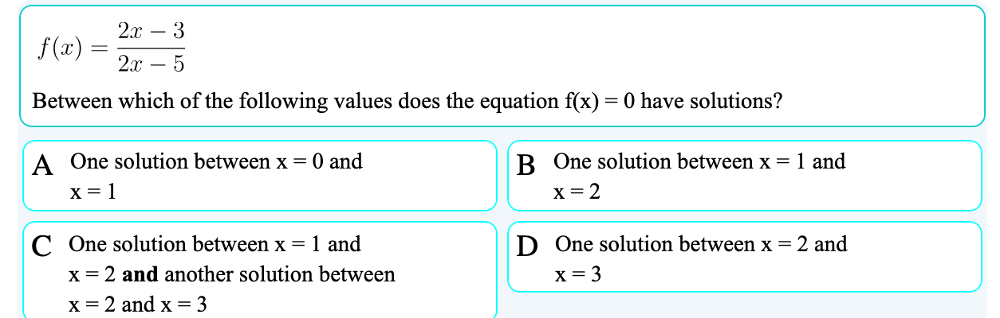 f(x) = \frac{2x - 3}{2x - 5}
Between which of the following values does the equation f(x) = 0 have solutions?
A One solution between x = 0 and
x = 1
B One solution between x = 1 and
x = 2
C One solution between x = 1 and
x = 2 and another solution between
x = 2 and x = 3
D One solution between x = 2 and
x = 3